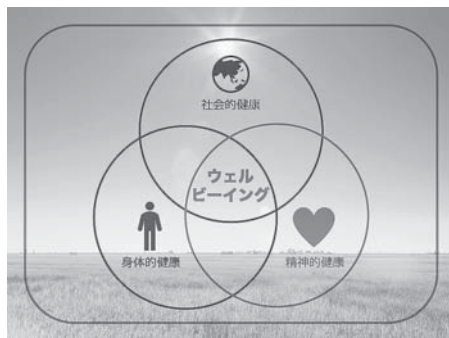 社会的健康
ウェル
ビーイング
身体的健康
精神的健康